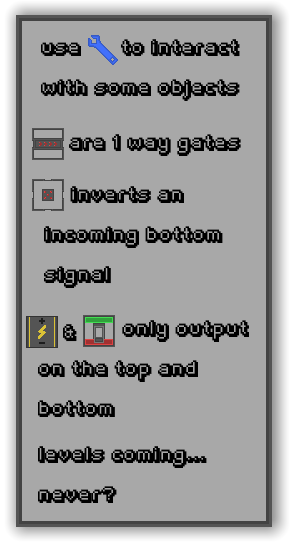 use to interact
with some objects
are 1 way gates
inverts an
incoming bottom
signal
& only output
on the top and
bottom
levels coming...
never?